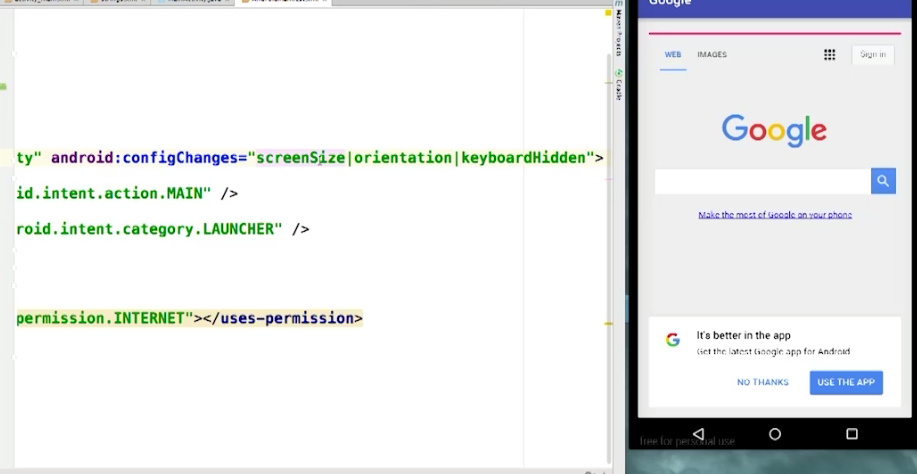 ty" android:configChanges="screenSize|orientation|keyboardHidden">
id.intent.action.MAIN" />
roid.intent.category.LAUNCHER" />
permission.INTERNET"></uses-permission>
Maven Projects
Gradle
Google
WEB IMAGES Sign in
Google
Make the most of Google on your phone
It's better in the app
Get the latest Google app for Android
NO THANKS USE THE APP
free for personal use